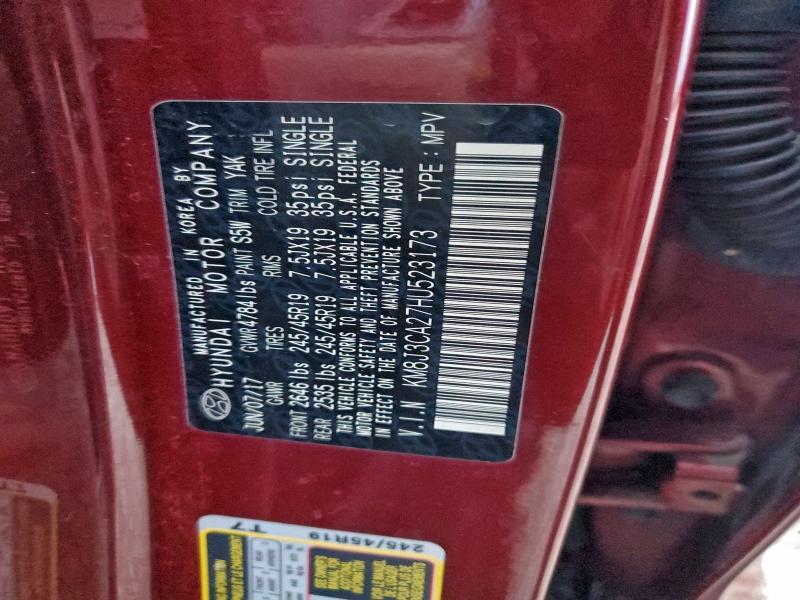 MANUFACTURED IN KOREA BY
HYUNDAI MOTOR COMPANY
JUN/07/17 GVWR 4784 lbs PAINT S5W TRIM YAK
GAWR TIRES RIMS COLD TIRE INFL
FRONT 2646 lbs 245/45R19 7.5JX19 35psi SINGLE
REAR 2535 lbs 245/45R19 7.5JX19 35psi SINGLE
THIS VEHICLE CONFORMS TO ALL APPLICABLE U.S.A. FEDERAL
MOTOR VEHICLE SAFETY AND THEFT PREVENTION STANDARDS
IN EFFECT ON THE DATE OF MANUFACTURE SHOWN ABOVE
V.I.N KM8J3CA27HU523173 TYPE : MPV
T7
245/45R19